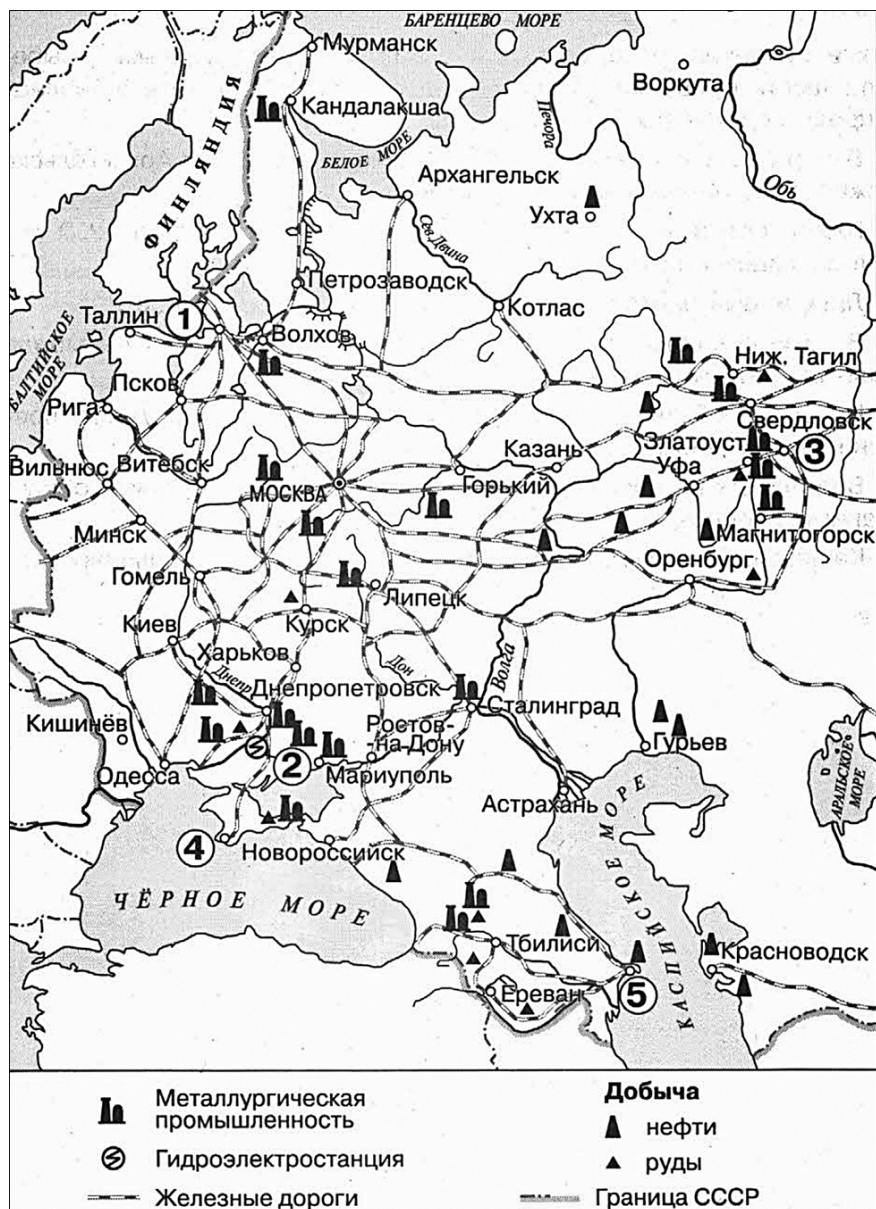 БАРЕНЦЕВО МОРЕ
Мурманск
Воркута
Кандалакша
Печора
БЕЛОЕ МОРЕ
Архангельск
Обь
ФИНЛЯНДИЯ
Ухта
Сев. Двина
Петрозаводск
Котлас
Таллин
1
Волхов
БАЛТИЙСКОЕ
МОРЕ
Ниж. Тагил
Псков
Рига
Свердловск
Казань
Златоуст
3
Вильнюс
Витебск
МОСКВА
Горький
Уфа
Минск
Магнитогорск
Оренбург
Гомель
Липецк
Киев
Курск
Харьков
Дон
Волга
Днепр
Днепропетровск
Сталинград
Кишинёв
Ростов-
-на-Дону
Гурьев
Одесса
2
Мариуполь
Астрахань
АРАЛЬСКОЕ
МОРЕ
4
Новороссийск
ЧЁРНОЕ МОРЕ
КАСПИЙСКОЕ МОРЕ
Тбилиси
Красноводск
Ереван
5
Металлургическая
промышленность
Гидроэлектростанция
Железные дороги
Добыча
нефти
руды
Граница СССР